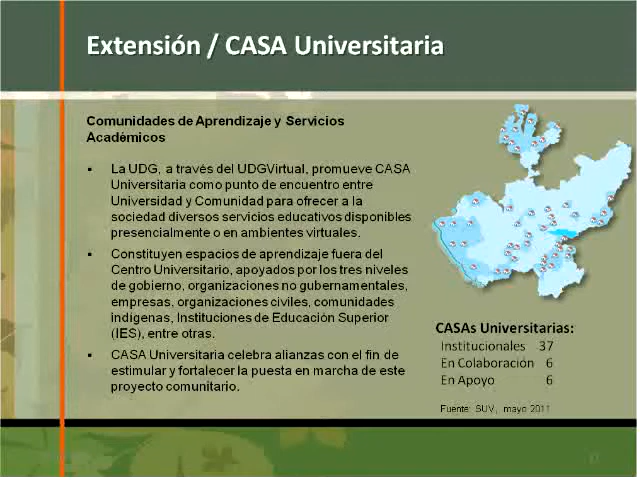 Extensión / CASA Universitaria
Comunidades de Aprendizaje y Servicios
Académicos
▪ La UDG, a través del UDGVirtual, promueve CASA
Universitaria como punto de encuentro entre
Universidad y Comunidad para ofrecer a la
sociedad diversos servicios educativos disponibles
presencialmente o en ambientes virtuales.
▪ Constituyen espacios de aprendizaje fuera del
Centro Universitario, apoyados por los tres niveles
de gobierno, organizaciones no gubernamentales,
empresas, organizaciones civiles, comunidades
indígenas, Instituciones de Educación Superior
(IES), entre otras.
▪ CASA Universitaria celebra alianzas con el fin de
estimular y fortalecer la puesta en marcha de este
proyecto comunitario.
CASAs Universitarias:
Institucionales 37
En Colaboración 6
En Apoyo 6
Fuente: SUV, mayo 2011